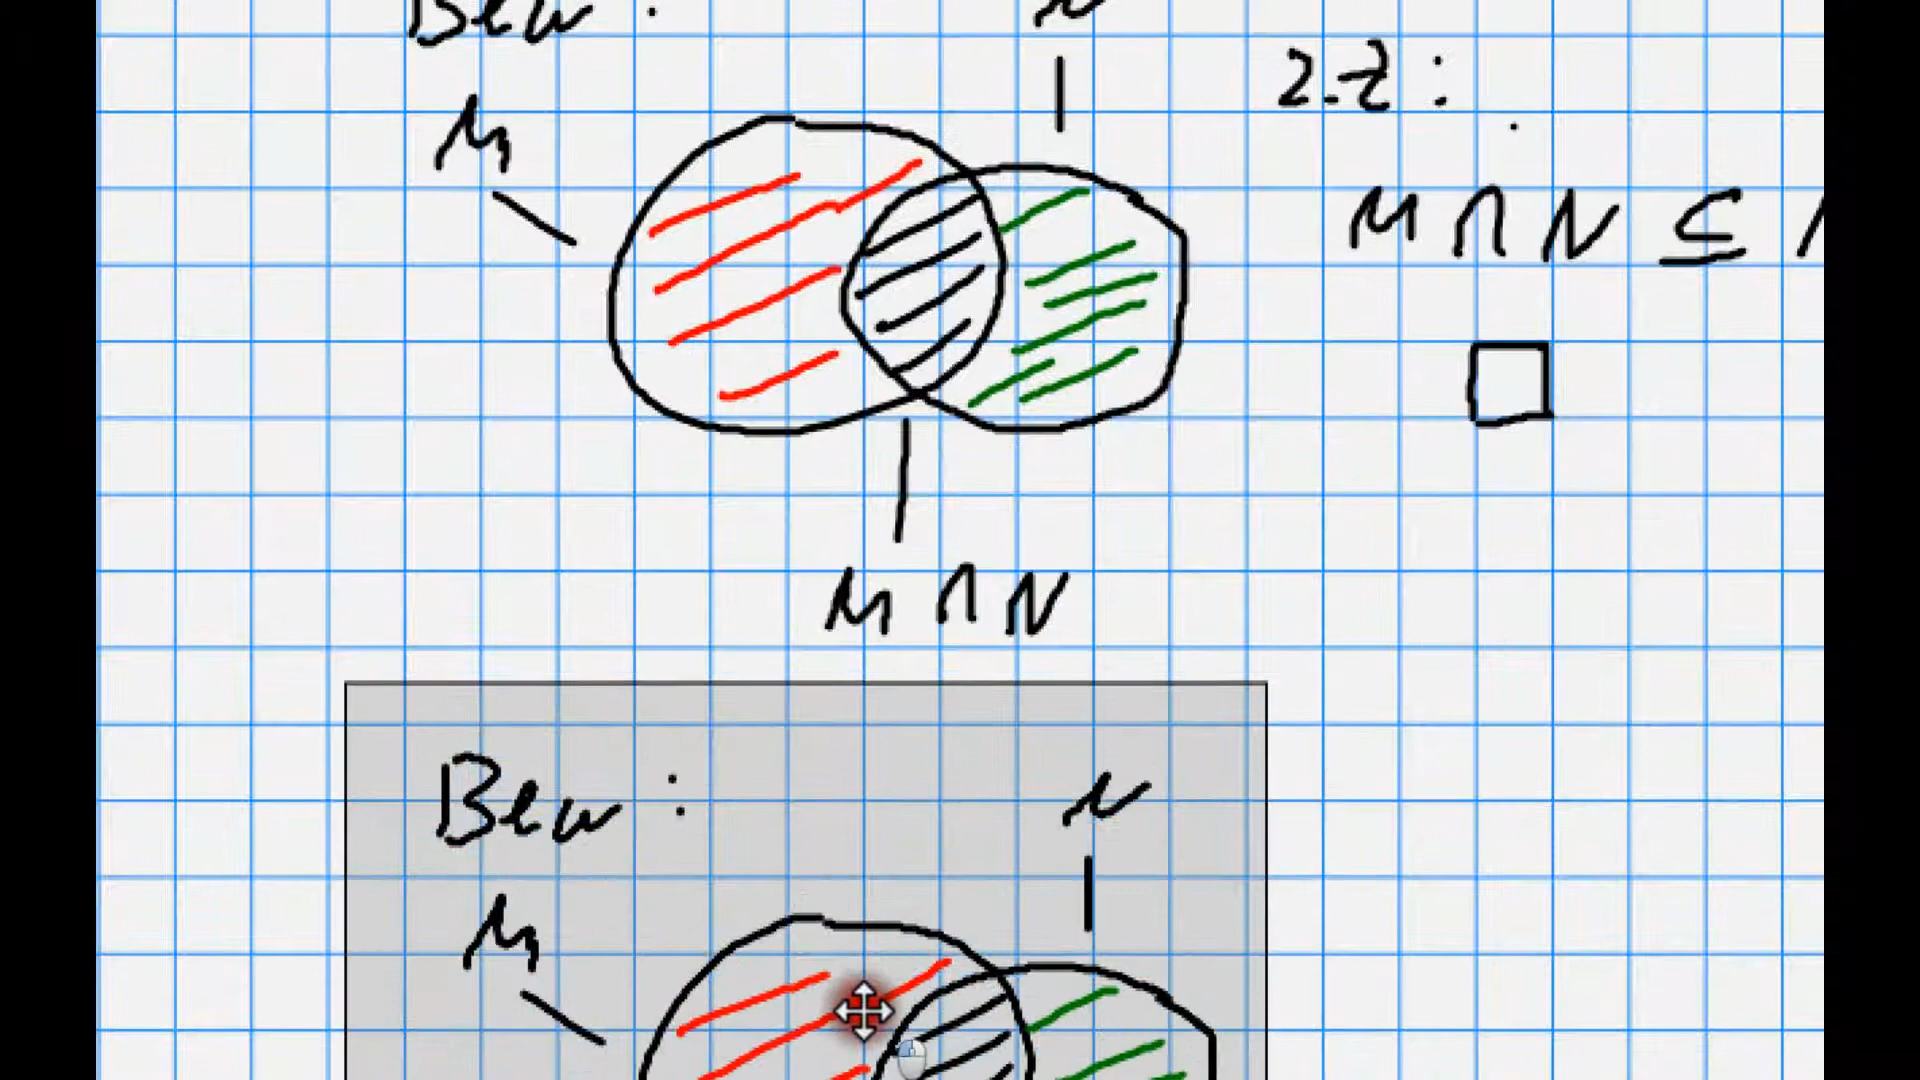 Bew :
N
z.Z :
M
M ∩ N ⊆
M ∩ N
Bew :
N
M